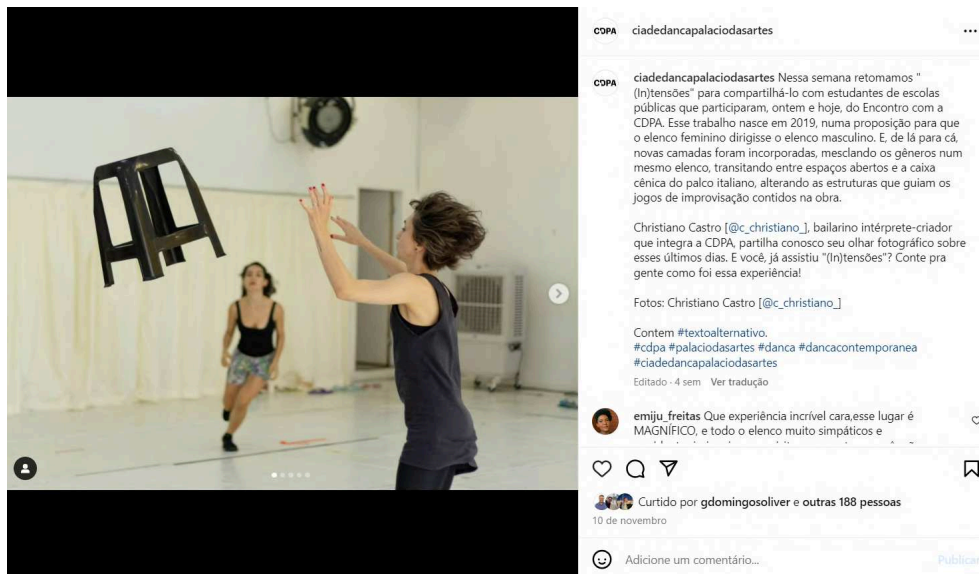 CDPA ciadedancapalaciodasartes
CDPA ciadedancapalaciodasartes Nessa semana retomamos "
(In)tensões" para compartilhá-lo com estudantes de escolas
públicas que participaram, ontem e hoje, do Encontro com a
CDPA. Esse trabalho nasce em 2019, numa proposição para que
o elenco feminino dirigisse o elenco masculino. E, de lá para cá,
novas camadas foram incorporadas, mesclando os gêneros num
mesmo elenco, transitando entre espaços abertos e a caixa
cênica do palco italiano, alterando as estruturas que guiam os
jogos de improvisação contidos na obra.
Christiano Castro [@c_christiano_], bailarino intérprete-criador
que integra a CDPA, partilha conosco seu olhar fotográfico sobre
esses últimos dias. E você, já assistiu "(In)tensões"? Conte pra
gente como foi essa experiência!
Fotos: Christiano Castro [@c_christiano_]
Contem #textoalternativo.
#cdpa #palaciodasartes #danca #dancacontemporanea
#ciadedancapalaciodasartes
Editado · 4 sem Ver tradução
emiju_freitas Que experiência incrível cara,esse lugar é
MAGNÍFICO, e todo o elenco muito simpáticos e
Curtido por gdomingosoliver e outras 188 pessoas
10 de novembro
Adicione um comentário... Publicar